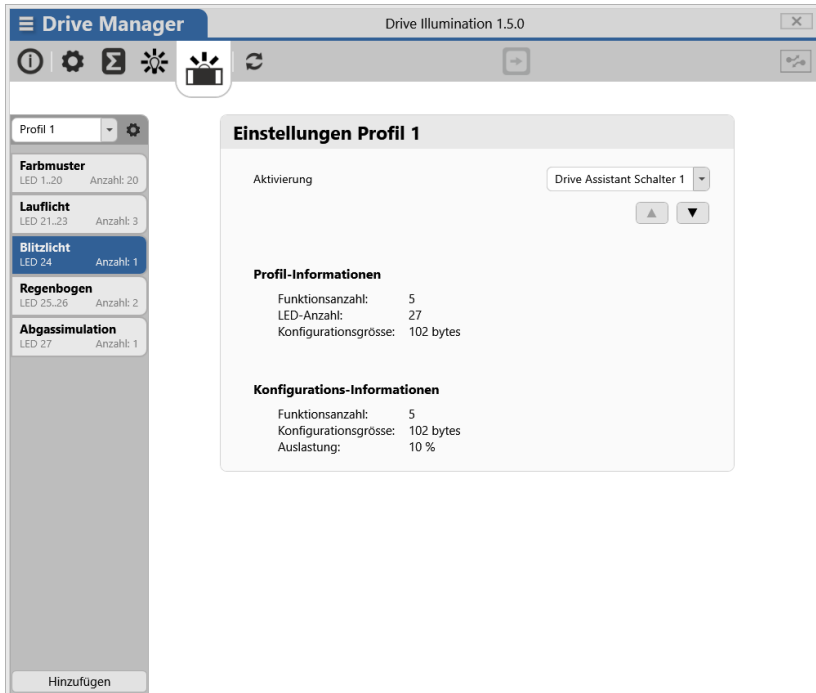 Drive Manager
Drive Illumination 1.5.0
Profil 1
Farbmuster
LED 1..20 Anzahl: 20
Lauflicht
LED 21..23 Anzahl: 3
Blitzlicht
LED 24 Anzahl: 1
Regenbogen
LED 25..26 Anzahl: 2
Abgassimulation
LED 27 Anzahl: 1
Hinzufügen
Einstellungen Profil 1
Aktivierung Drive Assistant Schalter 1
Profil-Informationen
Funktionsanzahl: 5
LED-Anzahl: 27
Konfigurationsgrösse: 102 bytes
Konfigurations-Informationen
Funktionsanzahl: 5
Konfigurationsgrösse: 102 bytes
Auslastung: 10 %